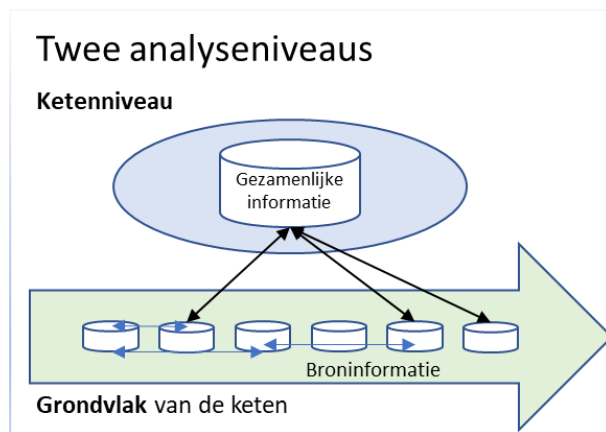 Twee analyseniveaus
Ketenniveau
Gezamenlijke
informatie
Broninformatie
Grondvlak van de keten